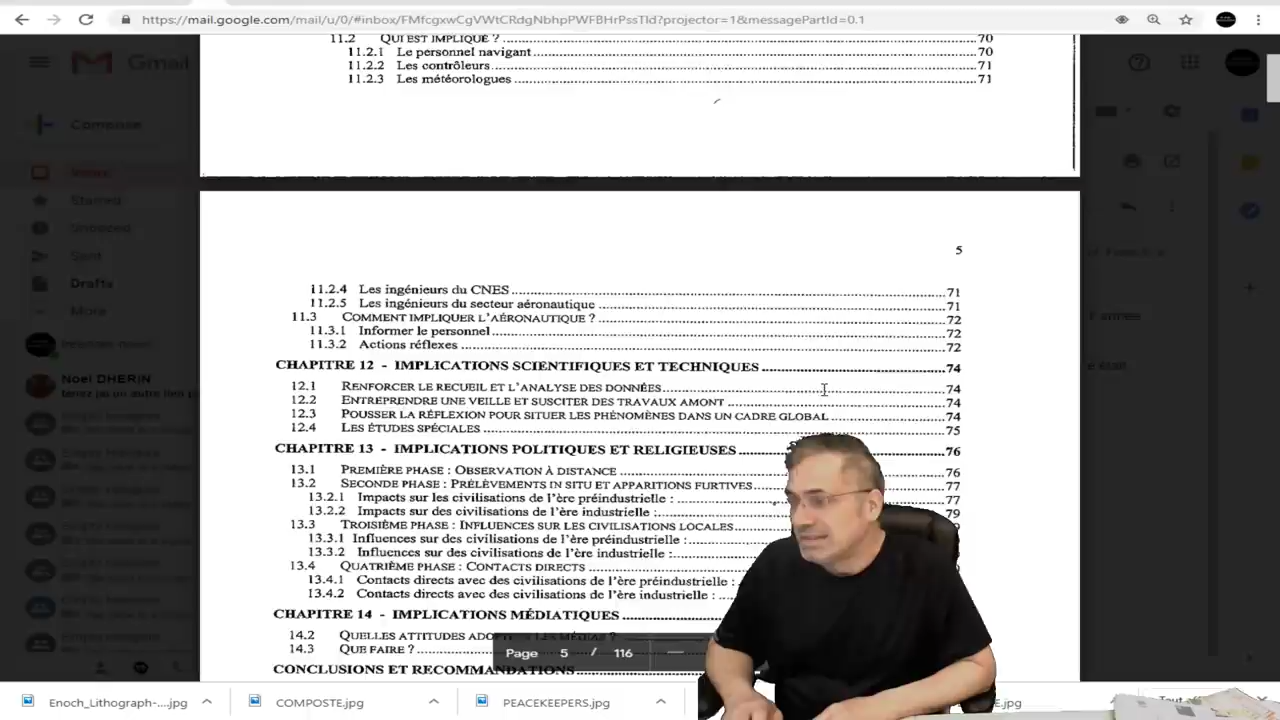 https://mail.google.com/mail/u/0/#inbox/FMfcgxwCgVWtCRdgNbhpPWFBHrPssTld?projector=1&messagePartId=0.1
Gmail
Compose
Inbox
Starred
Snoozed
Sent
Drafts
More
Noel DHERIN
11.2 QUI EST IMPLIQUÉ ? 70
11.2.1 Le personnel navigant 70
11.2.2 Les contrôleurs 71
11.2.3 Les météorologues 71
5
11.2.4 Les ingénieurs du CNES 71
11.2.5 Les ingénieurs du secteur aéronautique 71
11.3 COMMENT IMPLIQUER L'AÉRONAUTIQUE ? 72
11.3.1 Informer le personnel 72
11.3.2 Actions réflexes 72
CHAPITRE 12 - IMPLICATIONS SCIENTIFIQUES ET TECHNIQUES 74
12.1 RENFORCER LE RECUEIL ET L'ANALYSE DES DONNÉES 74
12.2 ENTREPRENDRE UNE VEILLE ET SUSCITER DES TRAVAUX AMONT 74
12.3 POUSSER LA RÉFLEXION POUR SITUER LES PHÉNOMÈNES DANS UN CADRE GLOBAL 74
12.4 LES ÉTUDES SPÉCIALES 75
CHAPITRE 13 - IMPLICATIONS POLITIQUES ET RELIGIEUSES 76
13.1 PREMIÈRE PHASE : OBSERVATION À DISTANCE 76
13.2 SECONDE PHASE : PRÉLÈVEMENTS IN SITU ET APPARITIONS FURTIVES 77
13.2.1 Impacts sur les civilisations de l'ère préindustrielle : 77
13.2.2 Impacts sur des civilisations de l'ère industrielle : 79
13.3 TROISIÈME PHASE : INFLUENCES SUR LES CIVILISATIONS LOCALES
13.3.1 Influences sur des civilisations de l'ère préindustrielle :
13.3.2 Influences sur des civilisations de l'ère industrielle :
13.4 QUATRIÈME PHASE : CONTACTS DIRECTS
13.4.1 Contacts directs avec des civilisations de l'ère préindustrielle :
13.4.2 Contacts directs avec des civilisations de l'ère industrielle :
CHAPITRE 14 - IMPLICATIONS MÉDIATIQUES
14.2 QUELLES ATTITUDES
14.3 QUE FAIRE ?
CONCLUSIONS ET RECOMMANDATIONS
Page 5 / 116
Enoch_Lithograph-....jpg
COMPOSTE.jpg
PEACEKEEPERS.jpg